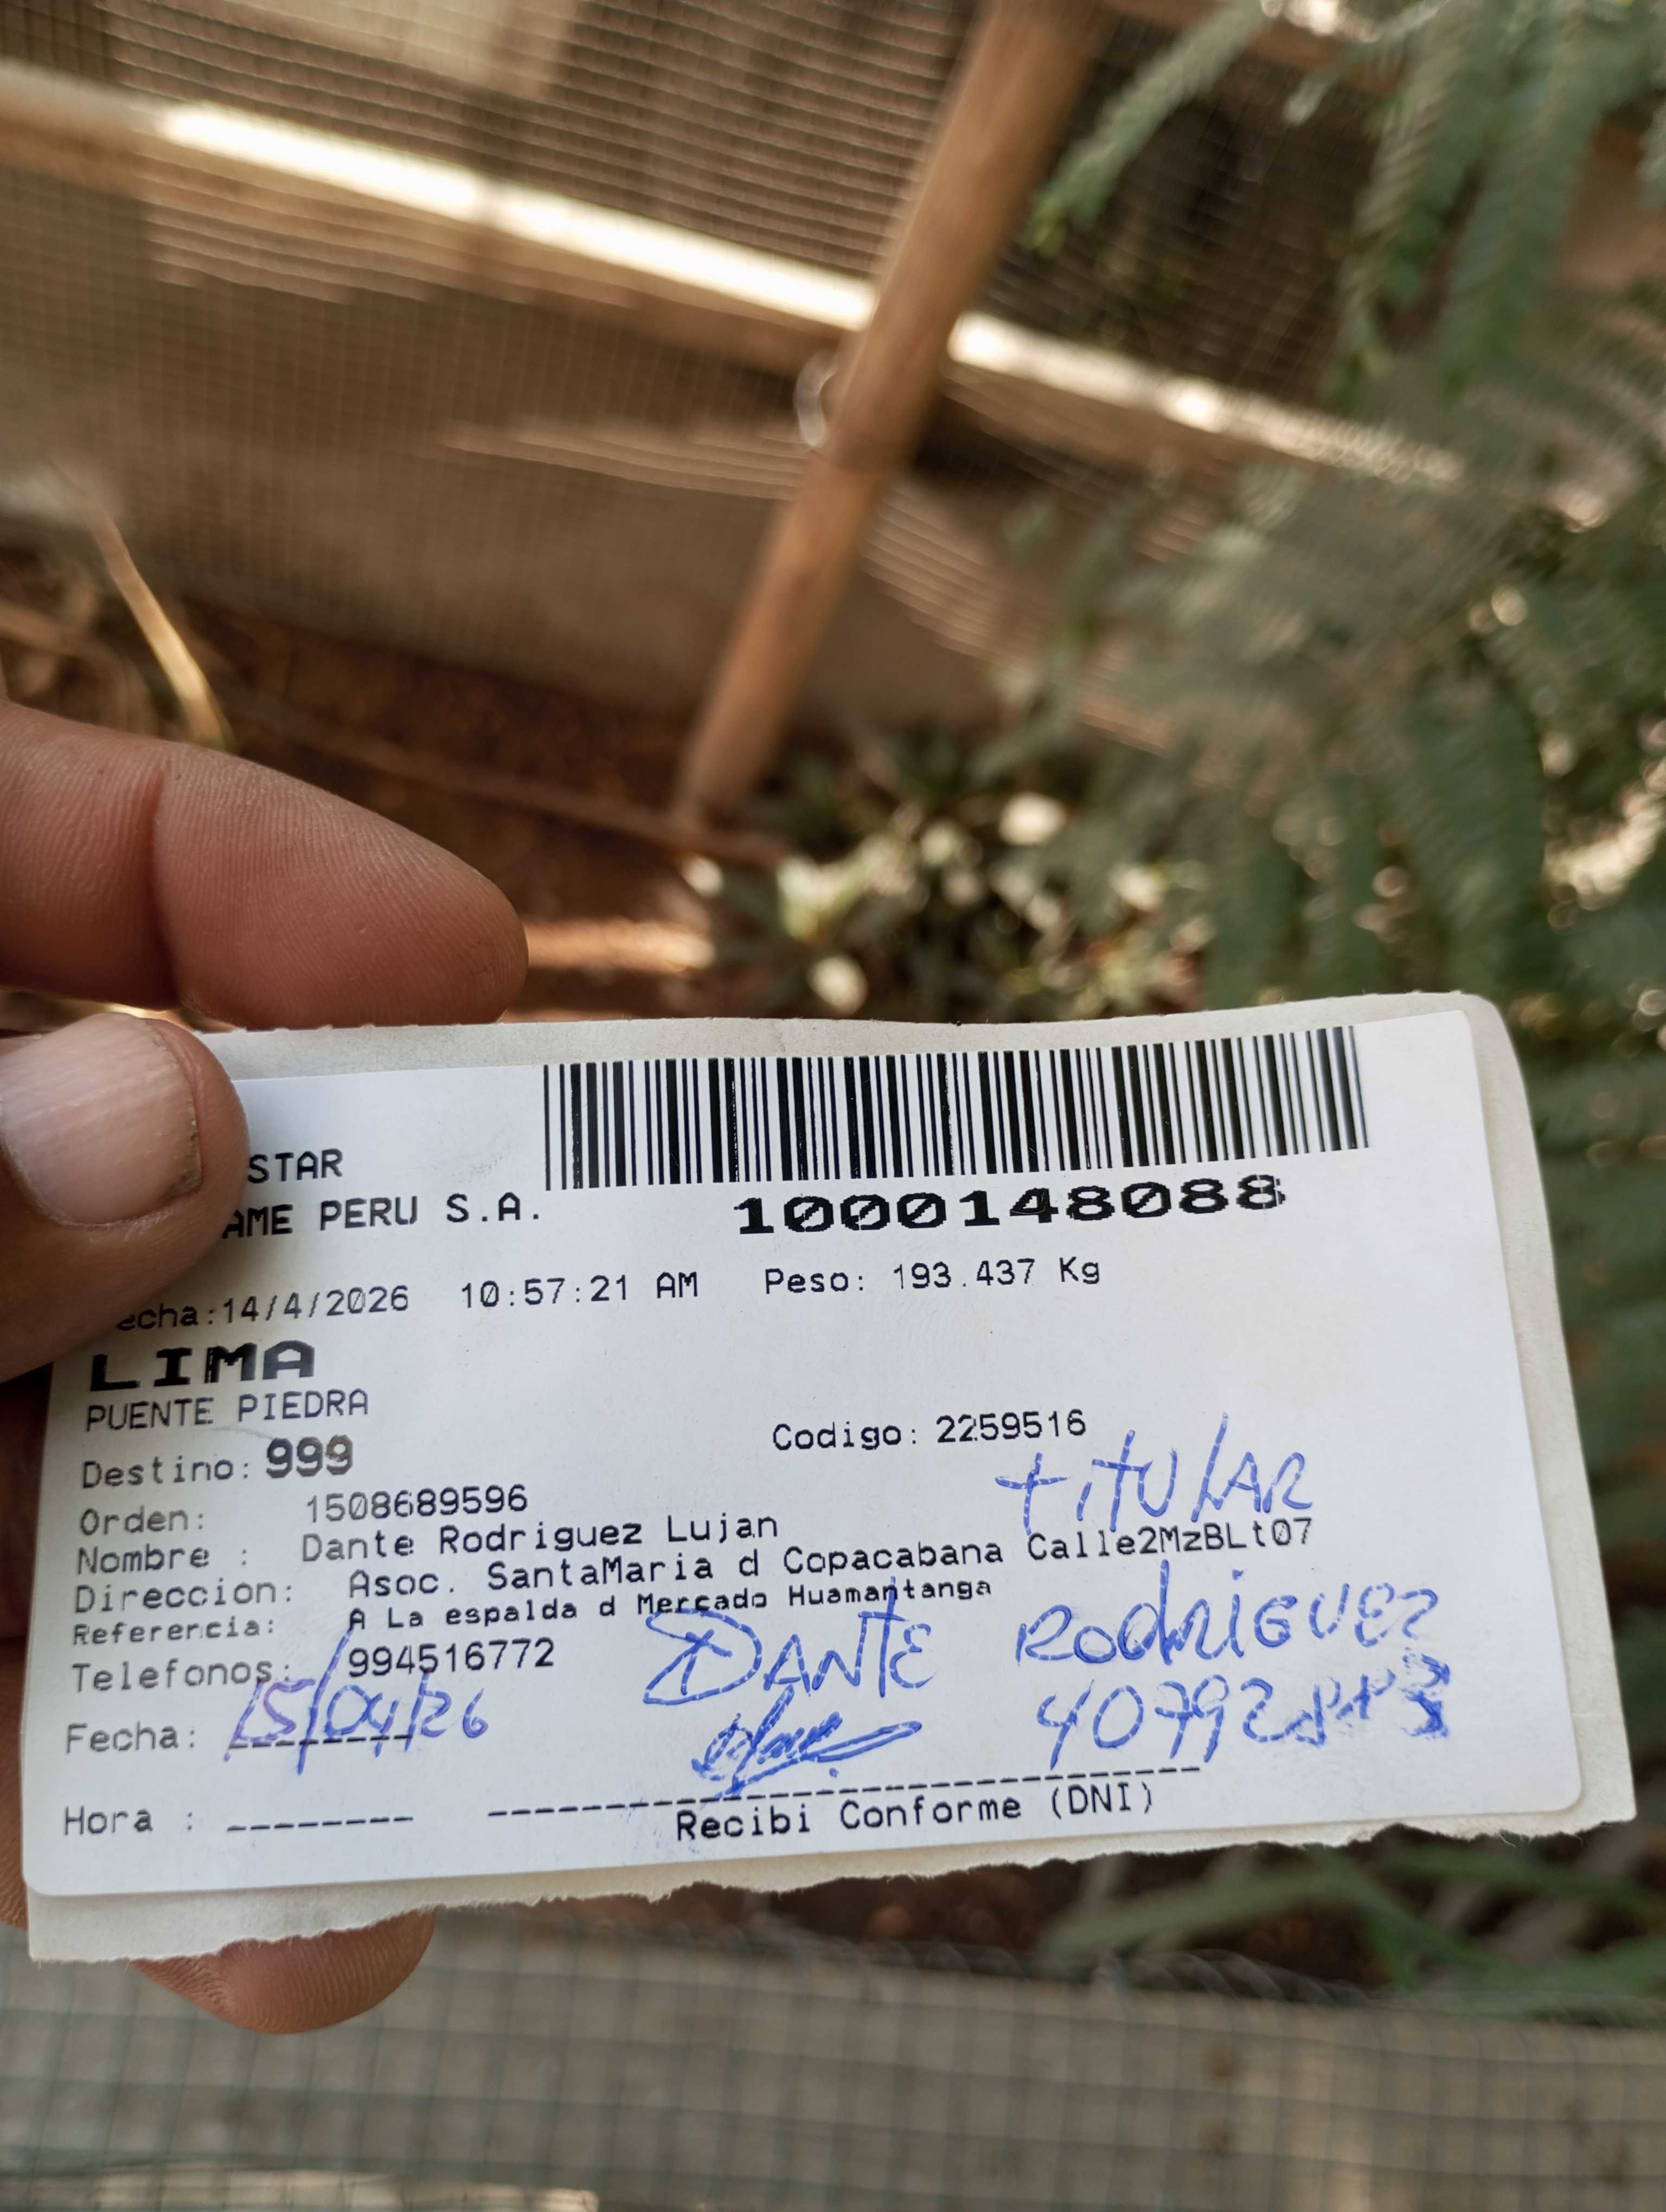 STAR
AME PERU S.A.
1000148088
echa:14/4/2026 10:57:21 AM Peso: 193.437 Kg
LIMA
PUENTE PIEDRA
Destino: 999 Codigo: 2259516
TITULAR
Orden: 1508689596
Nombre : Dante Rodriguez Lujan
Direccion: Asoc. SantaMaria d Copacabana Calle2MzBLt07
Referencia: A La espalda d Mercado Huamantanga
Telefonos: 994516772
DANTE RODRIGUEZ
Fecha: 15/04/26
Hora : --------
Recibi Conforme (DNI)